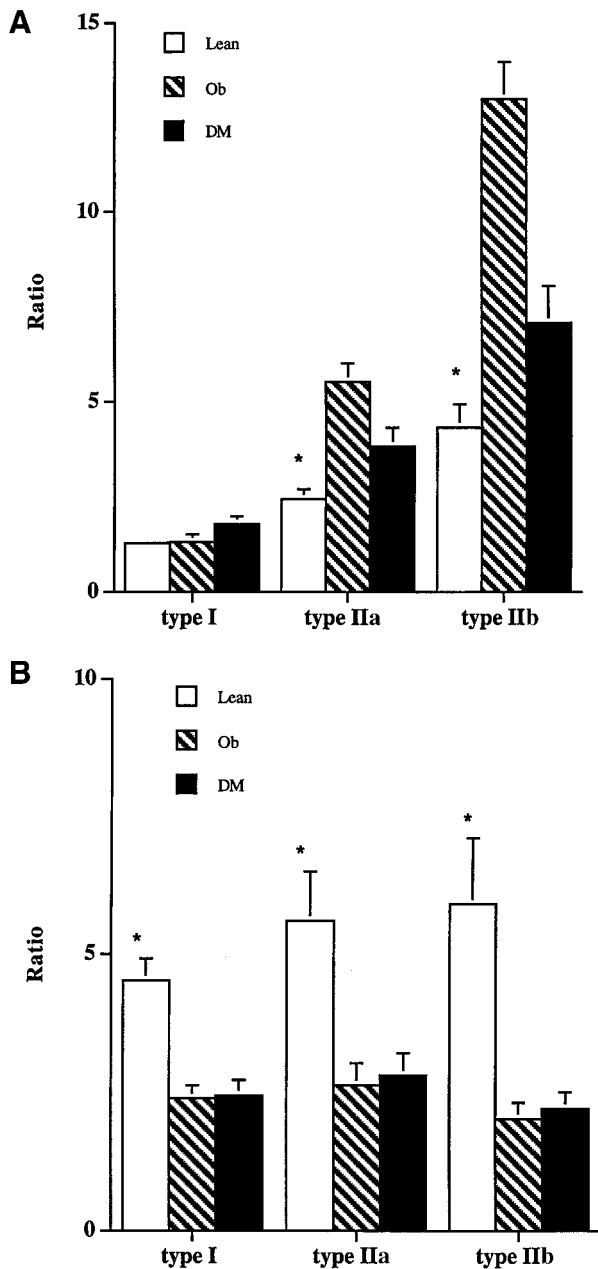 A
15
Lean
Ob
DM
10
Ratio
5
*
*
0
type I type IIa type IIb
B
10
Lean
Ob
DM
*
*
*
5
Ratio
0
type I type IIa type IIb